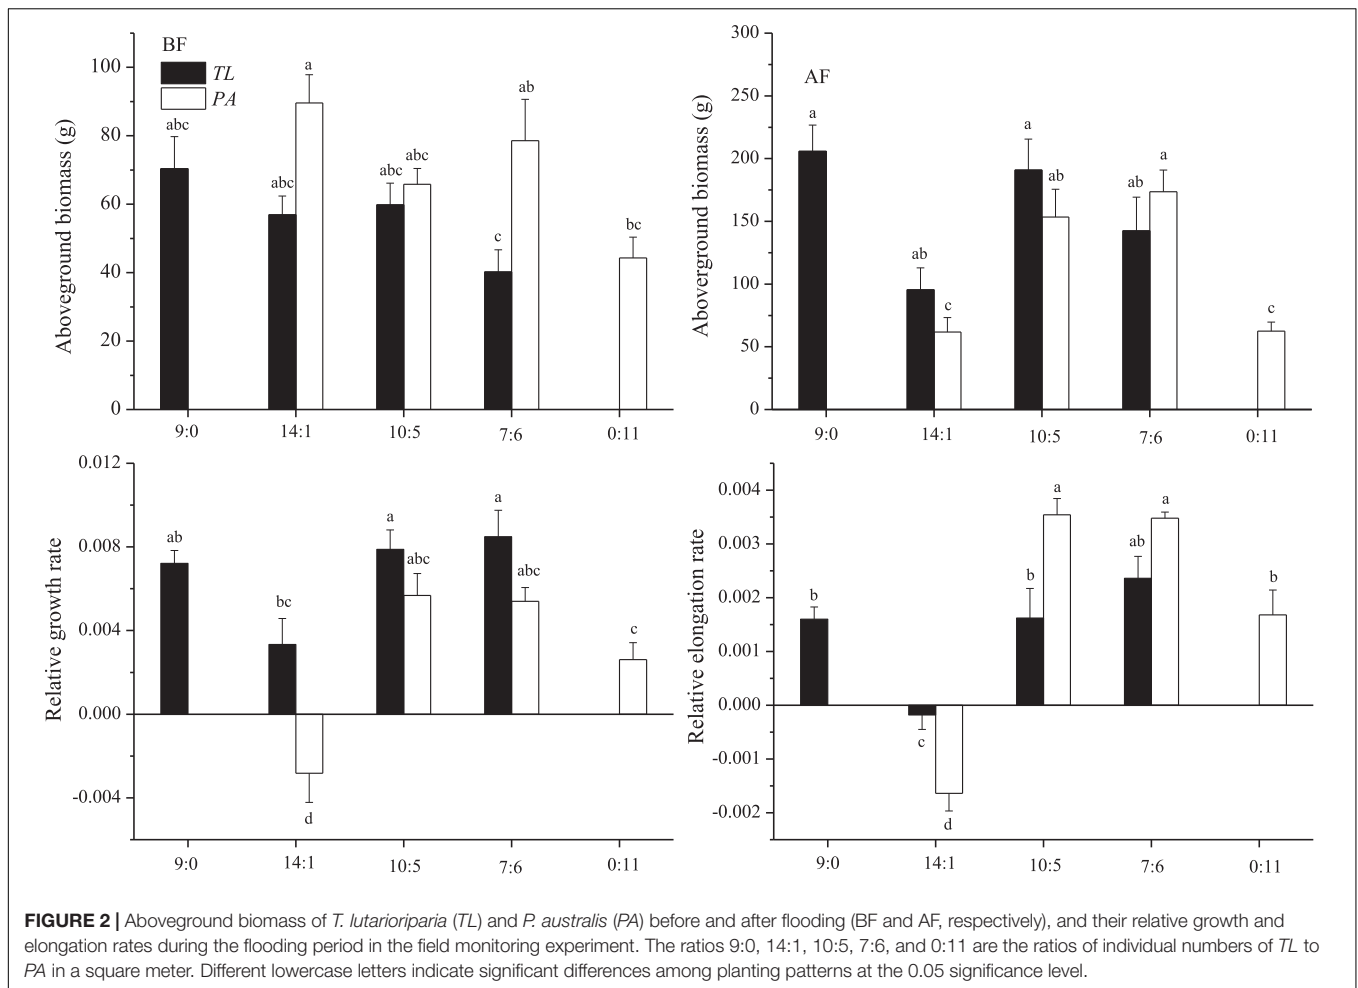 BF
TL
PA
Aboveground biomass (g)
100
80
60
40
20
0
abc
abc
a
abc
abc
c
ab
bc
9:0
14:1
10:5
7:6
0:11
AF
Aboverground biomass (g)
300
250
200
150
100
50
0
a
ab
c
a
ab
ab
a
c
9:0
14:1
10:5
7:6
0:11
Relative growth rate
0.012
0.008
0.004
0.000
-0.004
ab
bc
d
a
abc
a
abc
c
9:0
14:1
10:5
7:6
0:11
Relative elongation rate
0.004
0.003
0.002
0.001
0.000
-0.001
-0.002
b
c
d
b
a
ab
a
b
9:0
14:1
10:5
7:6
0:11
FIGURE 2 | Aboveground biomass of T. lutarioriparia (TL) and P. australis (PA) before and after flooding (BF and AF, respectively), and their relative growth and
elongation rates during the flooding period in the field monitoring experiment. The ratios 9:0, 14:1, 10:5, 7:6, and 0:11 are the ratios of individual numbers of TL to
PA in a square meter. Different lowercase letters indicate significant differences among planting patterns at the 0.05 significance level.